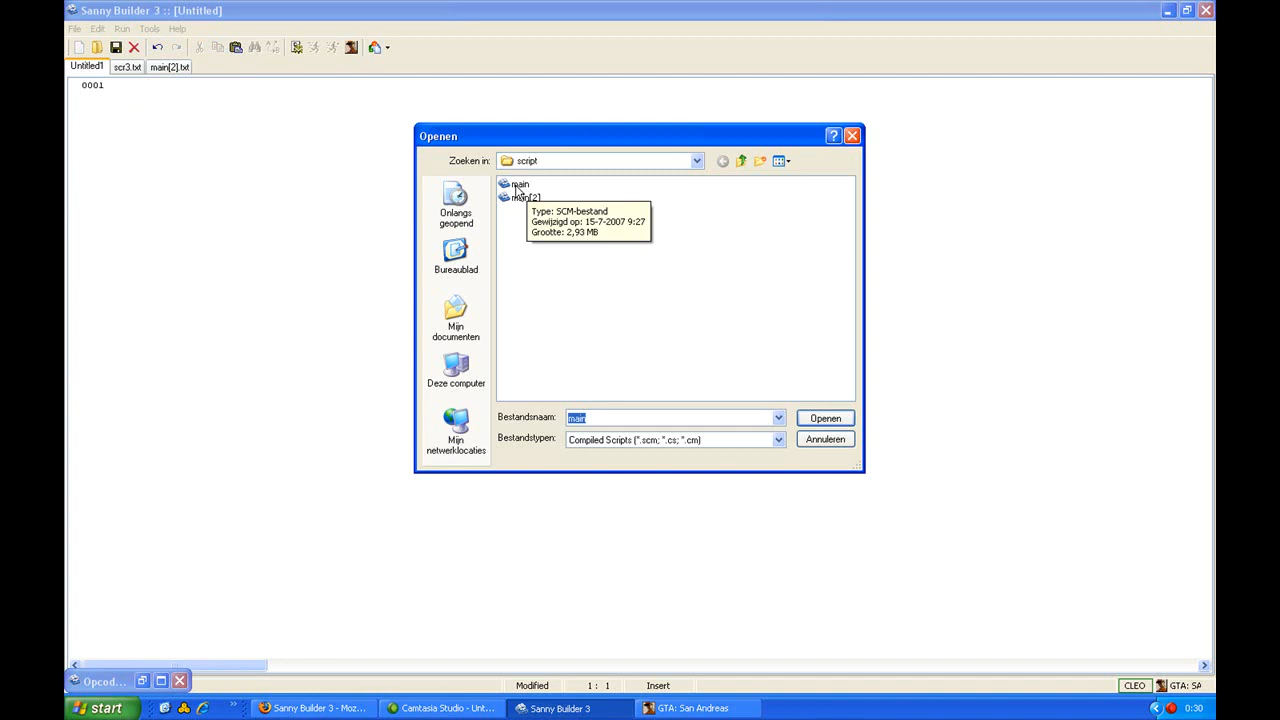 Sanny Builder 3 :: [Untitled]
File Edit Run Tools Help
Untitled1 scr3.txt main[2].txt
0001
Openen
Zoeken in: script
main
main[2]
Type: SCM-bestand
Gewijzigd op: 15-7-2007 9:27
Grootte: 2,93 MB
Onlangs
geopend
Bureaublad
Mijn
documenten
Deze computer
Mijn
netwerklocaties
Bestandsnaam: main Openen
Bestandstypen: Compiled Scripts (*.scm; *.cs; *.cm) Annuleren
Opcod...
Modified 1 : 1 Insert CLEO GTA: SA
start Sanny Builder 3 - Moz... Camtasia Studio - Unt... Sanny Builder 3 GTA: San Andreas 0:30